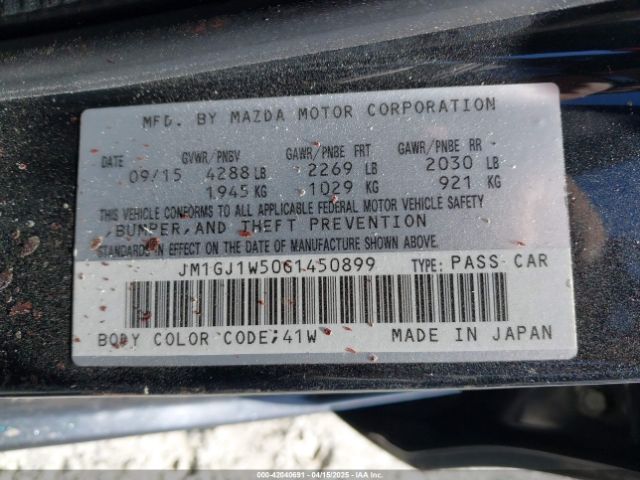 MFD. BY MAZDA MOTOR CORPORATION
DATE GVWR/PNBV GAWR/PNBE FRT GAWR/PNBE RR
09/15 4288 LB 2269 LB 2030 LB
1945 KG 1029 KG 921 KG
THIS VEHICLE CONFORMS TO ALL APPLICABLE FEDERAL MOTOR VEHICLE SAFETY
,BUMPER,AND THEFT PREVENTION
STANDARDS IN EFFECT ON THE DATE OF MANUFACTURE SHOWN ABOVE.
JM1GJ1W50G1450899 TYPE: PASS CAR
BODY COLOR CODE;41W MADE IN JAPAN
000-42040691 04/15/2025 IAAI.COM